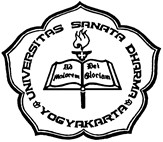 UNIVERSITAS SANATA DHARMA
Ad Dei
Maiorem Gloriam
YOGYAKARTA